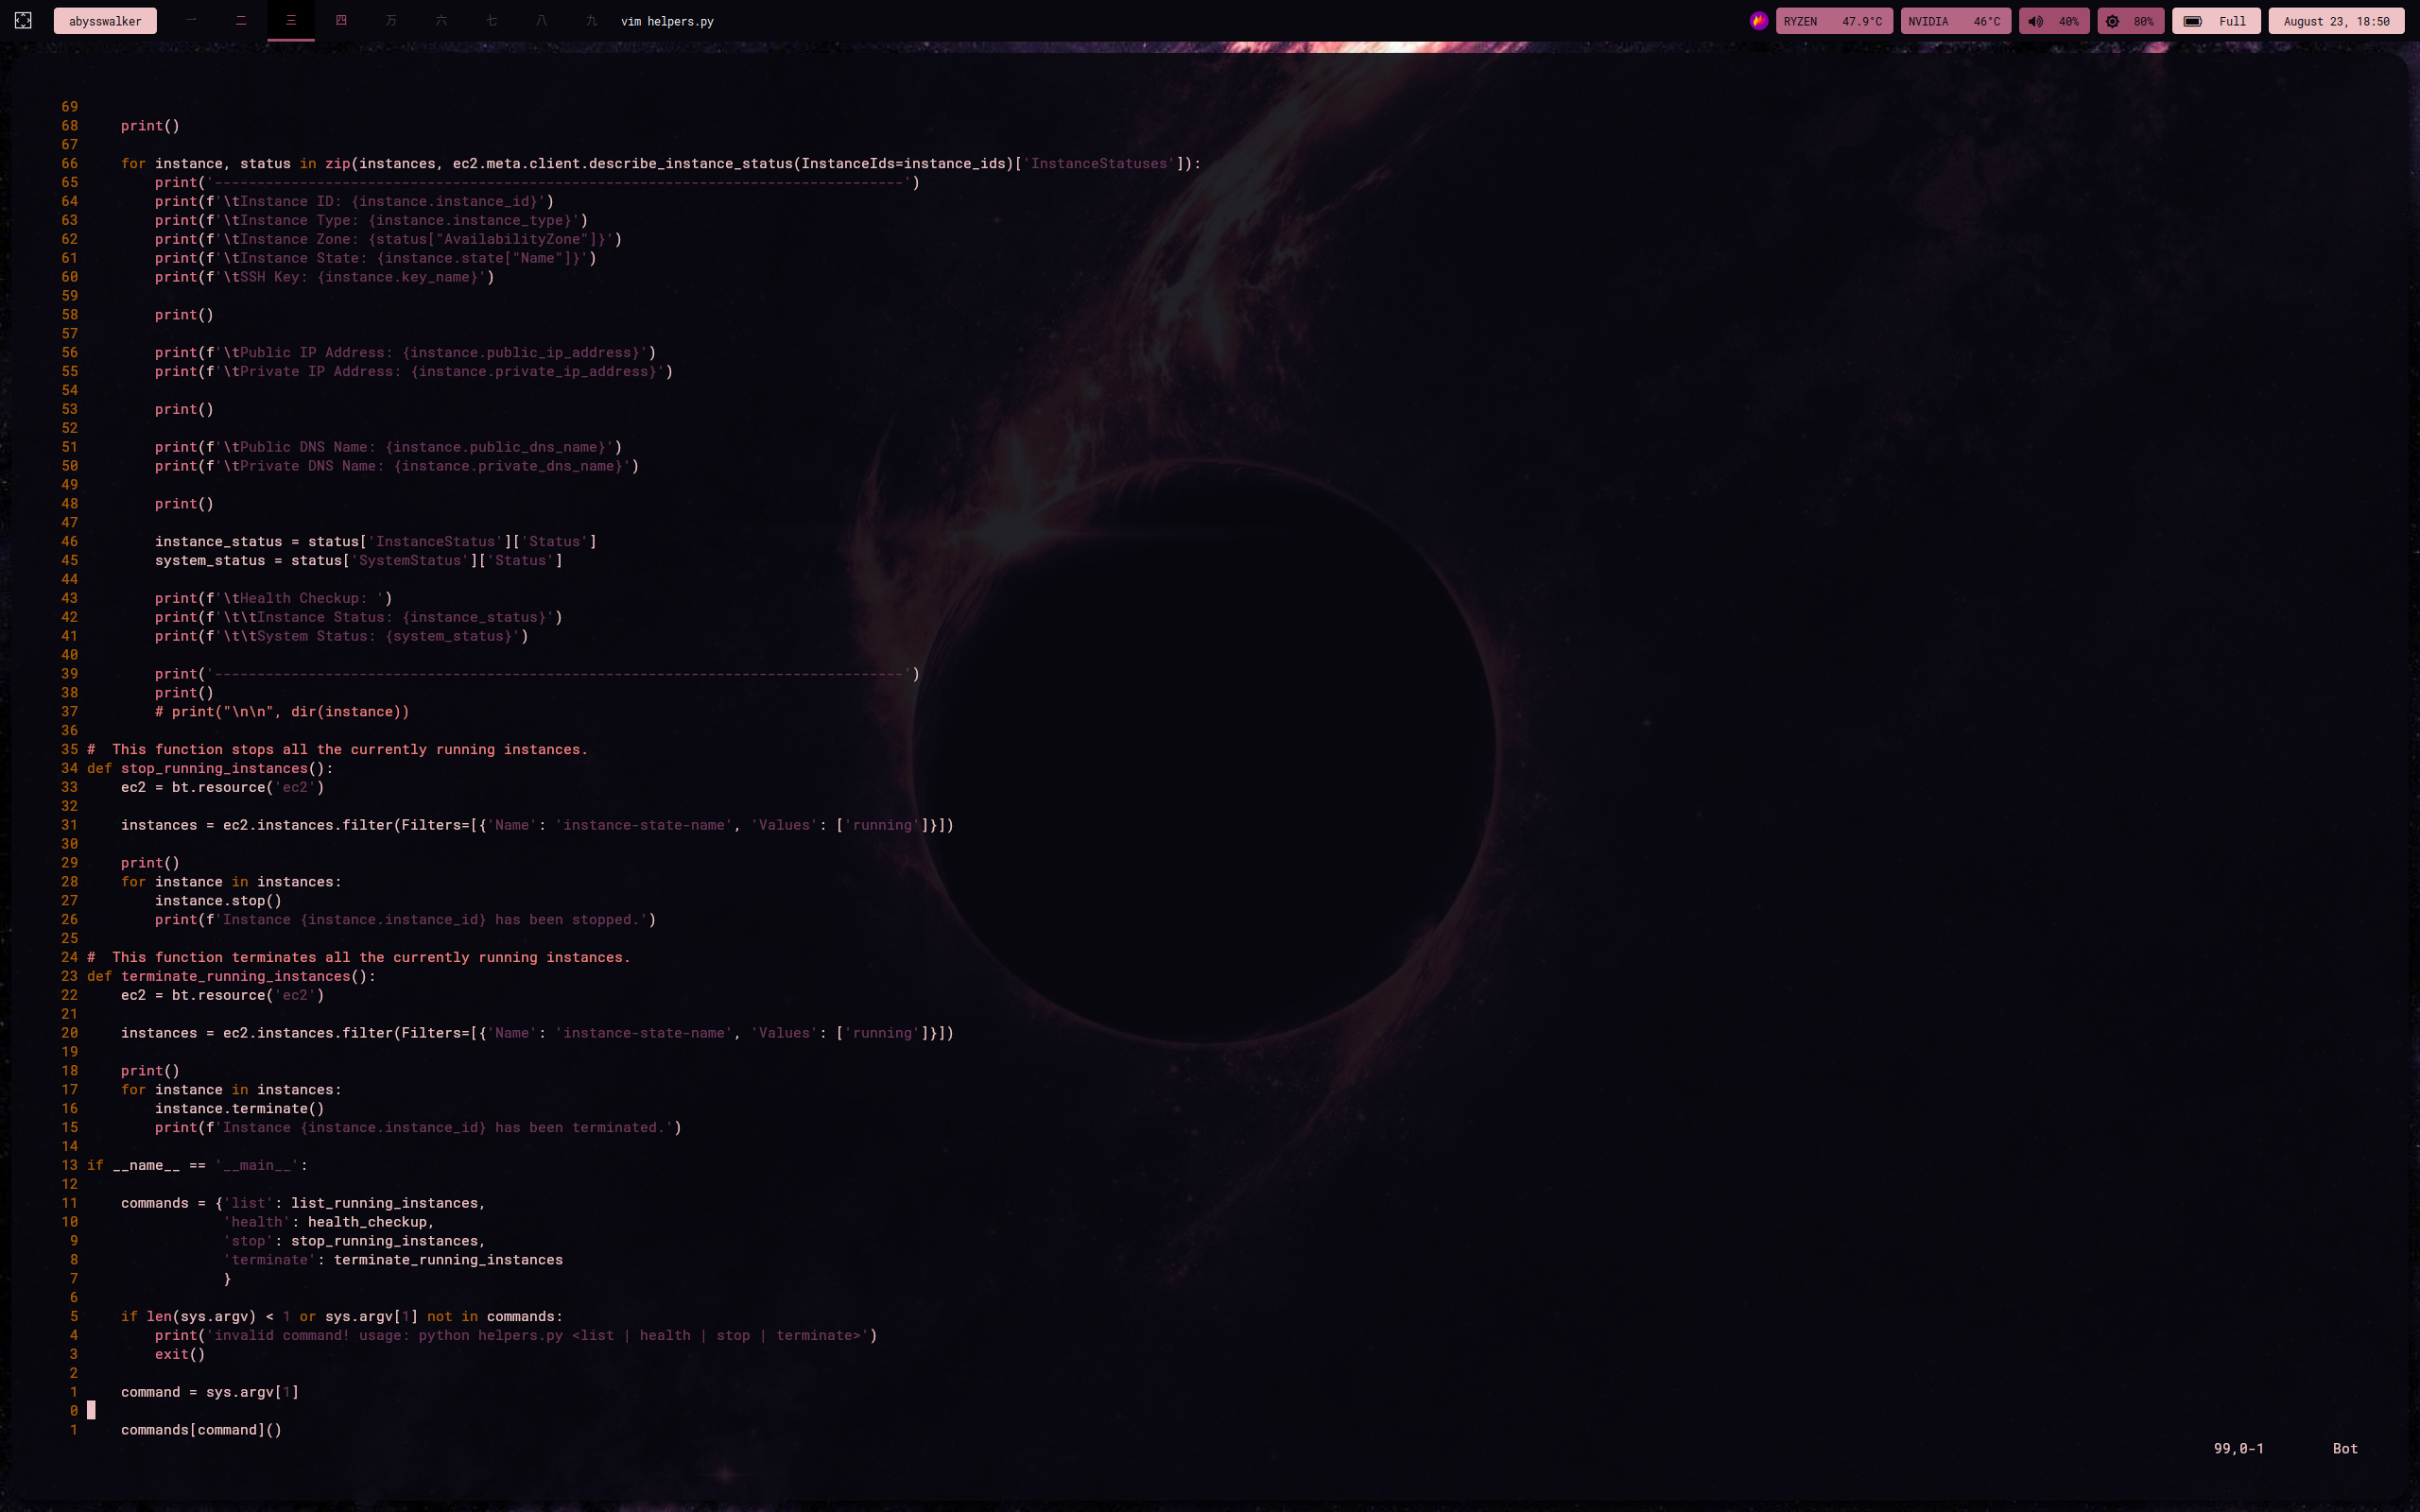 abysswalker 一 二 三 四 万 六 七 八 九 vim helpers.py RYZEN 47.9°C NVIDIA 46°C 40% 80% Full August 23, 18:50
69
68     print()
67
66     for instance, status in zip(instances, ec2.meta.client.describe_instance_status(InstanceIds=instance_ids)['InstanceStatuses']):
65         print('---------------------------------------------------------------------------------')
64         print(f'\tInstance ID: {instance.instance_id}')
63         print(f'\tInstance Type: {instance.instance_type}')
62         print(f'\tInstance Zone: {status["AvailabilityZone"]}')
61         print(f'\tInstance State: {instance.state["Name"]}')
60         print(f'\tSSH Key: {instance.key_name}')
59
58         print()
57
56         print(f'\tPublic IP Address: {instance.public_ip_address}')
55         print(f'\tPrivate IP Address: {instance.private_ip_address}')
54
53         print()
52
51         print(f'\tPublic DNS Name: {instance.public_dns_name}')
50         print(f'\tPrivate DNS Name: {instance.private_dns_name}')
49
48         print()
47
46         instance_status = status['InstanceStatus']['Status']
45         system_status = status['SystemStatus']['Status']
44
43         print(f'\tHealth Checkup: ')
42         print(f'\t\tInstance Status: {instance_status}')
41         print(f'\t\tSystem Status: {system_status}')
40
39         print('---------------------------------------------------------------------------------')
38         print()
37         # print("\n\n", dir(instance))
36
35 #  This function stops all the currently running instances.
34 def stop_running_instances():
33     ec2 = bt.resource('ec2')
32
31     instances = ec2.instances.filter(Filters=[{'Name': 'instance-state-name', 'Values': ['running']}])
30
29     print()
28     for instance in instances:
27         instance.stop()
26         print(f'Instance {instance.instance_id} has been stopped.')
25
24 #  This function terminates all the currently running instances.
23 def terminate_running_instances():
22     ec2 = bt.resource('ec2')
21
20     instances = ec2.instances.filter(Filters=[{'Name': 'instance-state-name', 'Values': ['running']}])
19
18     print()
17     for instance in instances:
16         instance.terminate()
15         print(f'Instance {instance.instance_id} has been terminated.')
14
13 if __name__ == '__main__':
12
11     commands = {'list': list_running_instances,
10                 'health': health_checkup,
9                 'stop': stop_running_instances,
8                 'terminate': terminate_running_instances
7                 }
6
5     if len(sys.argv) < 1 or sys.argv[1] not in commands:
4         print('invalid command! usage: python helpers.py <list | health | stop | terminate>')
3         exit()
2
1     command = sys.argv[1]
0
1     commands[command]()
99,0-1 Bot